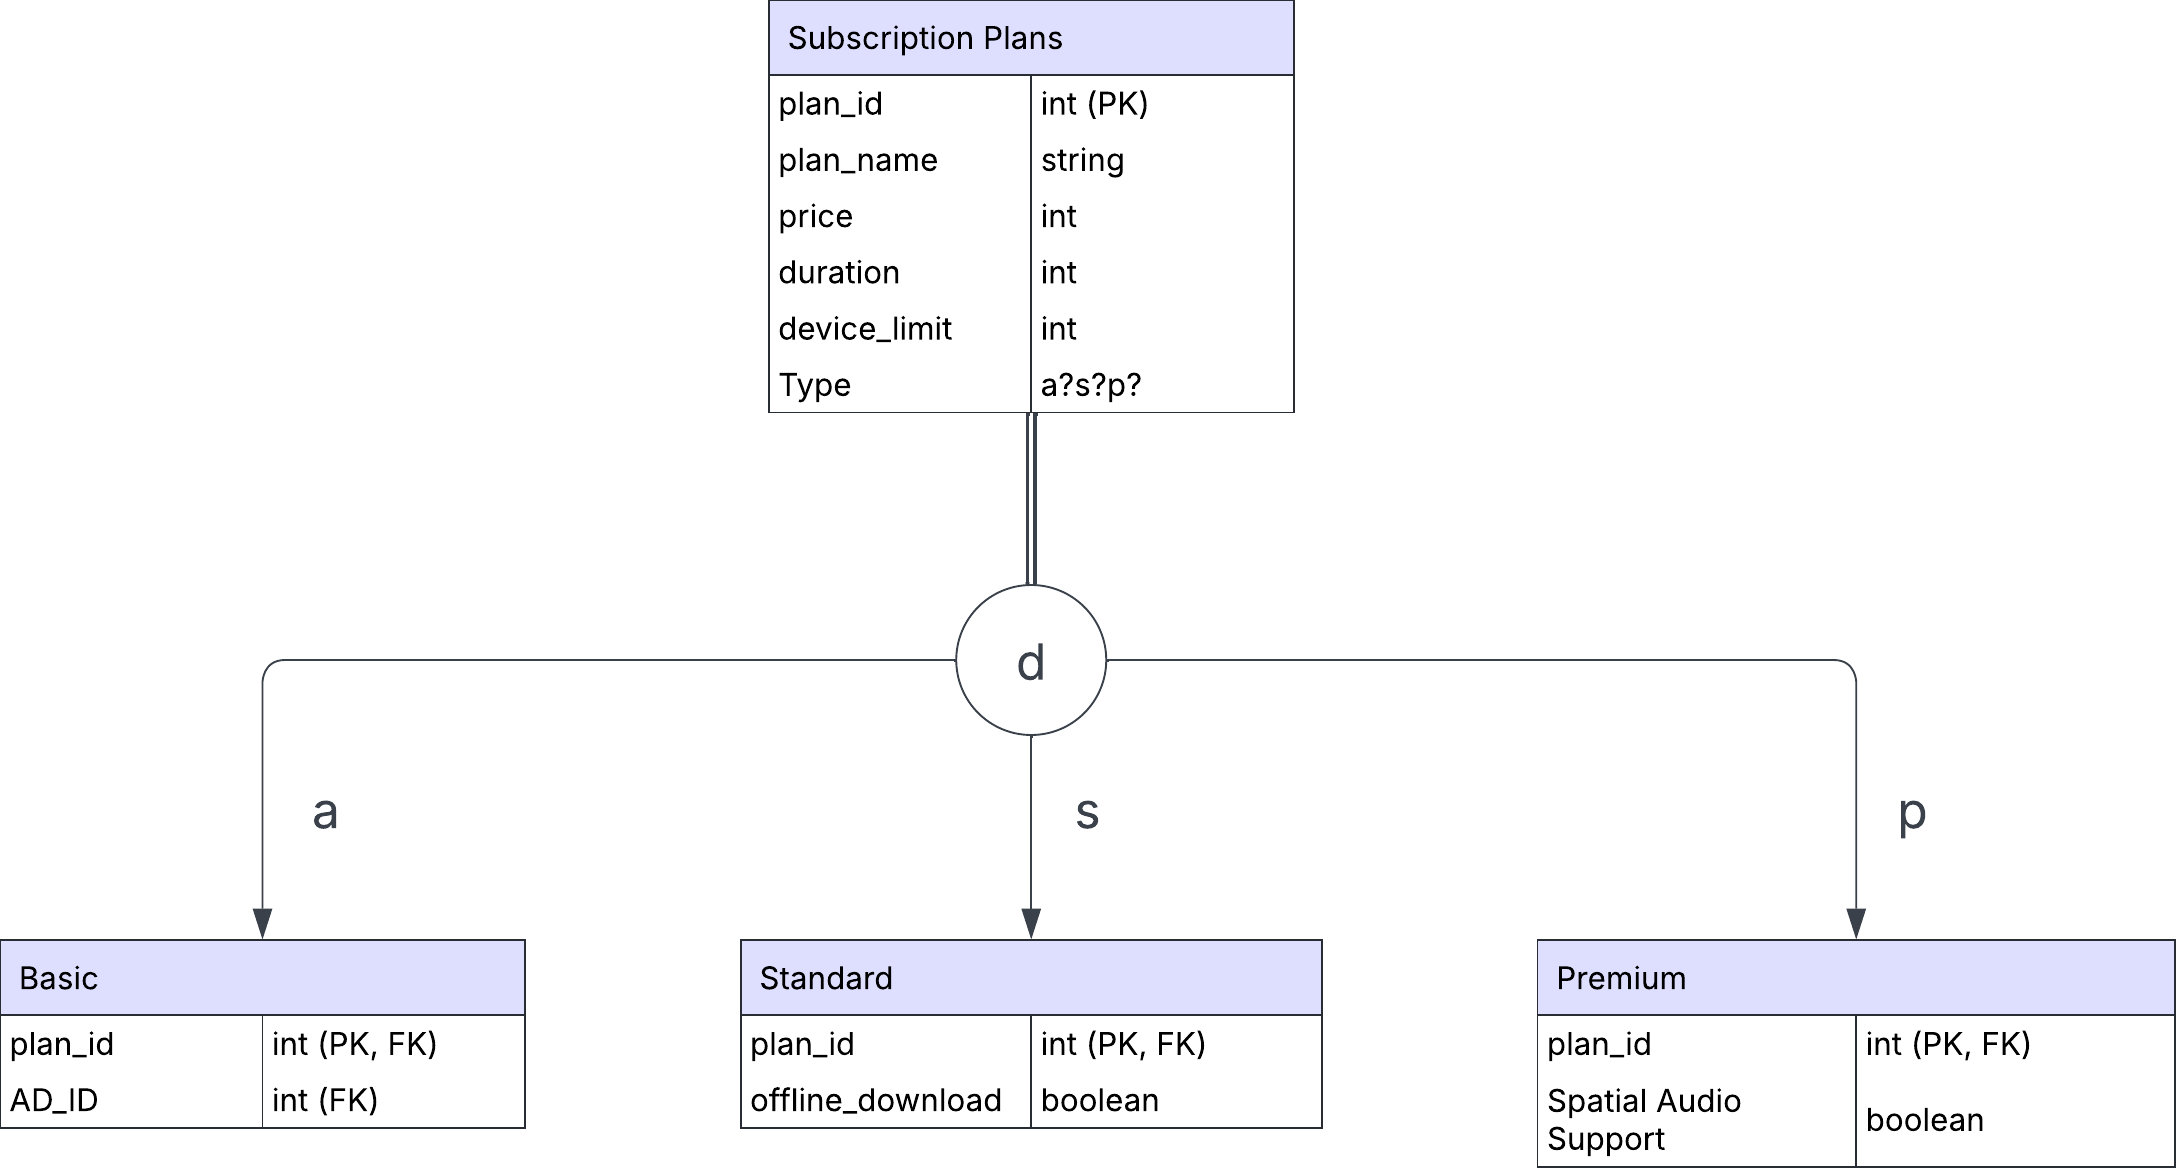 Subscription Plans
plan_id int (PK)
plan_name string
price int
duration int
device_limit int
Type a?s?p?
d
a s p
Basic
plan_id int (PK, FK)
AD_ID int (FK)
Standard
plan_id int (PK, FK)
offline_download boolean
Premium
plan_id int (PK, FK)
Spatial Audio
Support boolean